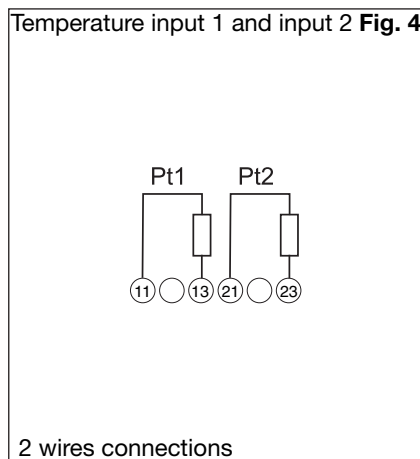 Temperature input 1 and input 2 Fig. 4
Pt1 Pt2
11 13 21 23
2 wires connections